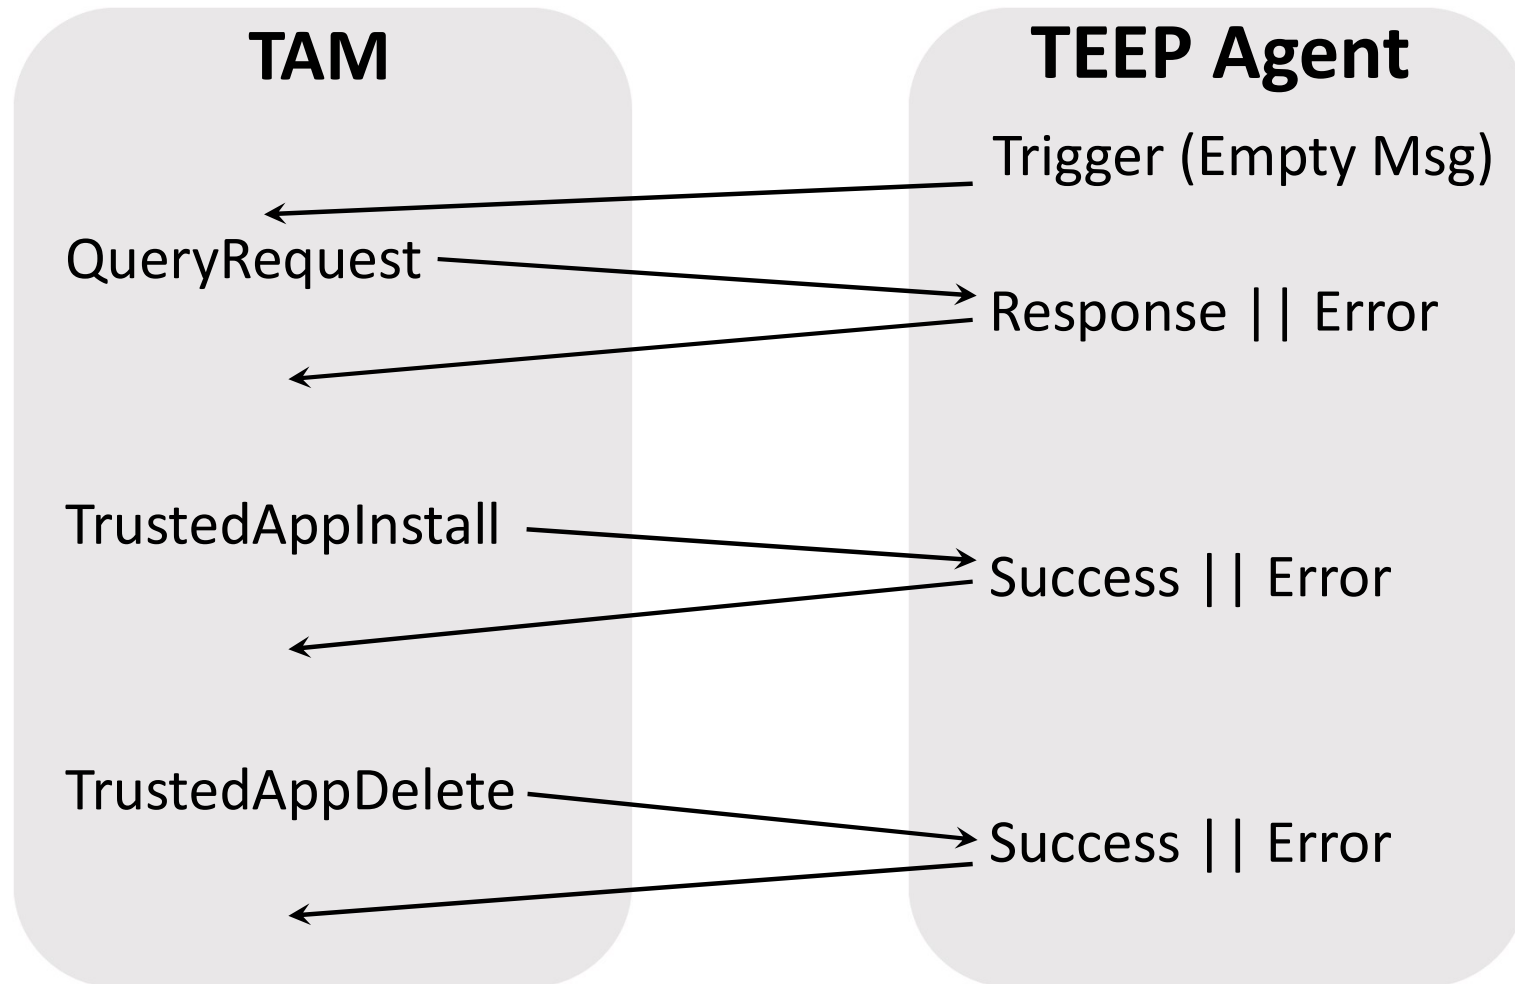 TAM
TEEP Agent
Trigger (Empty Msg)
QueryRequest
Response || Error
TrustedAppInstall
Success || Error
TrustedAppDelete
Success || Error